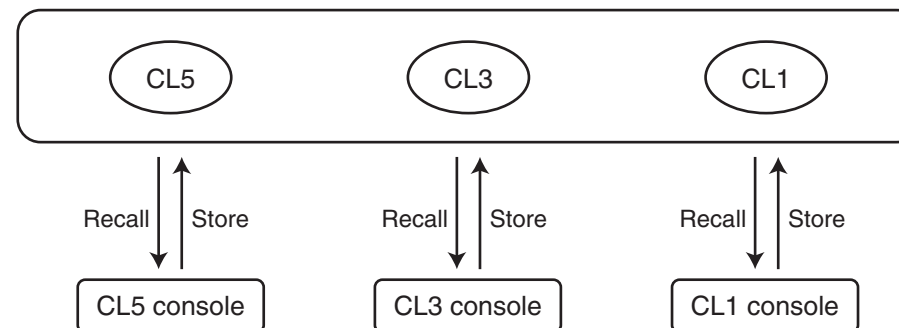 CL5 CL3 CL1
Recall Store Recall Store Recall Store
CL5 console CL3 console CL1 console